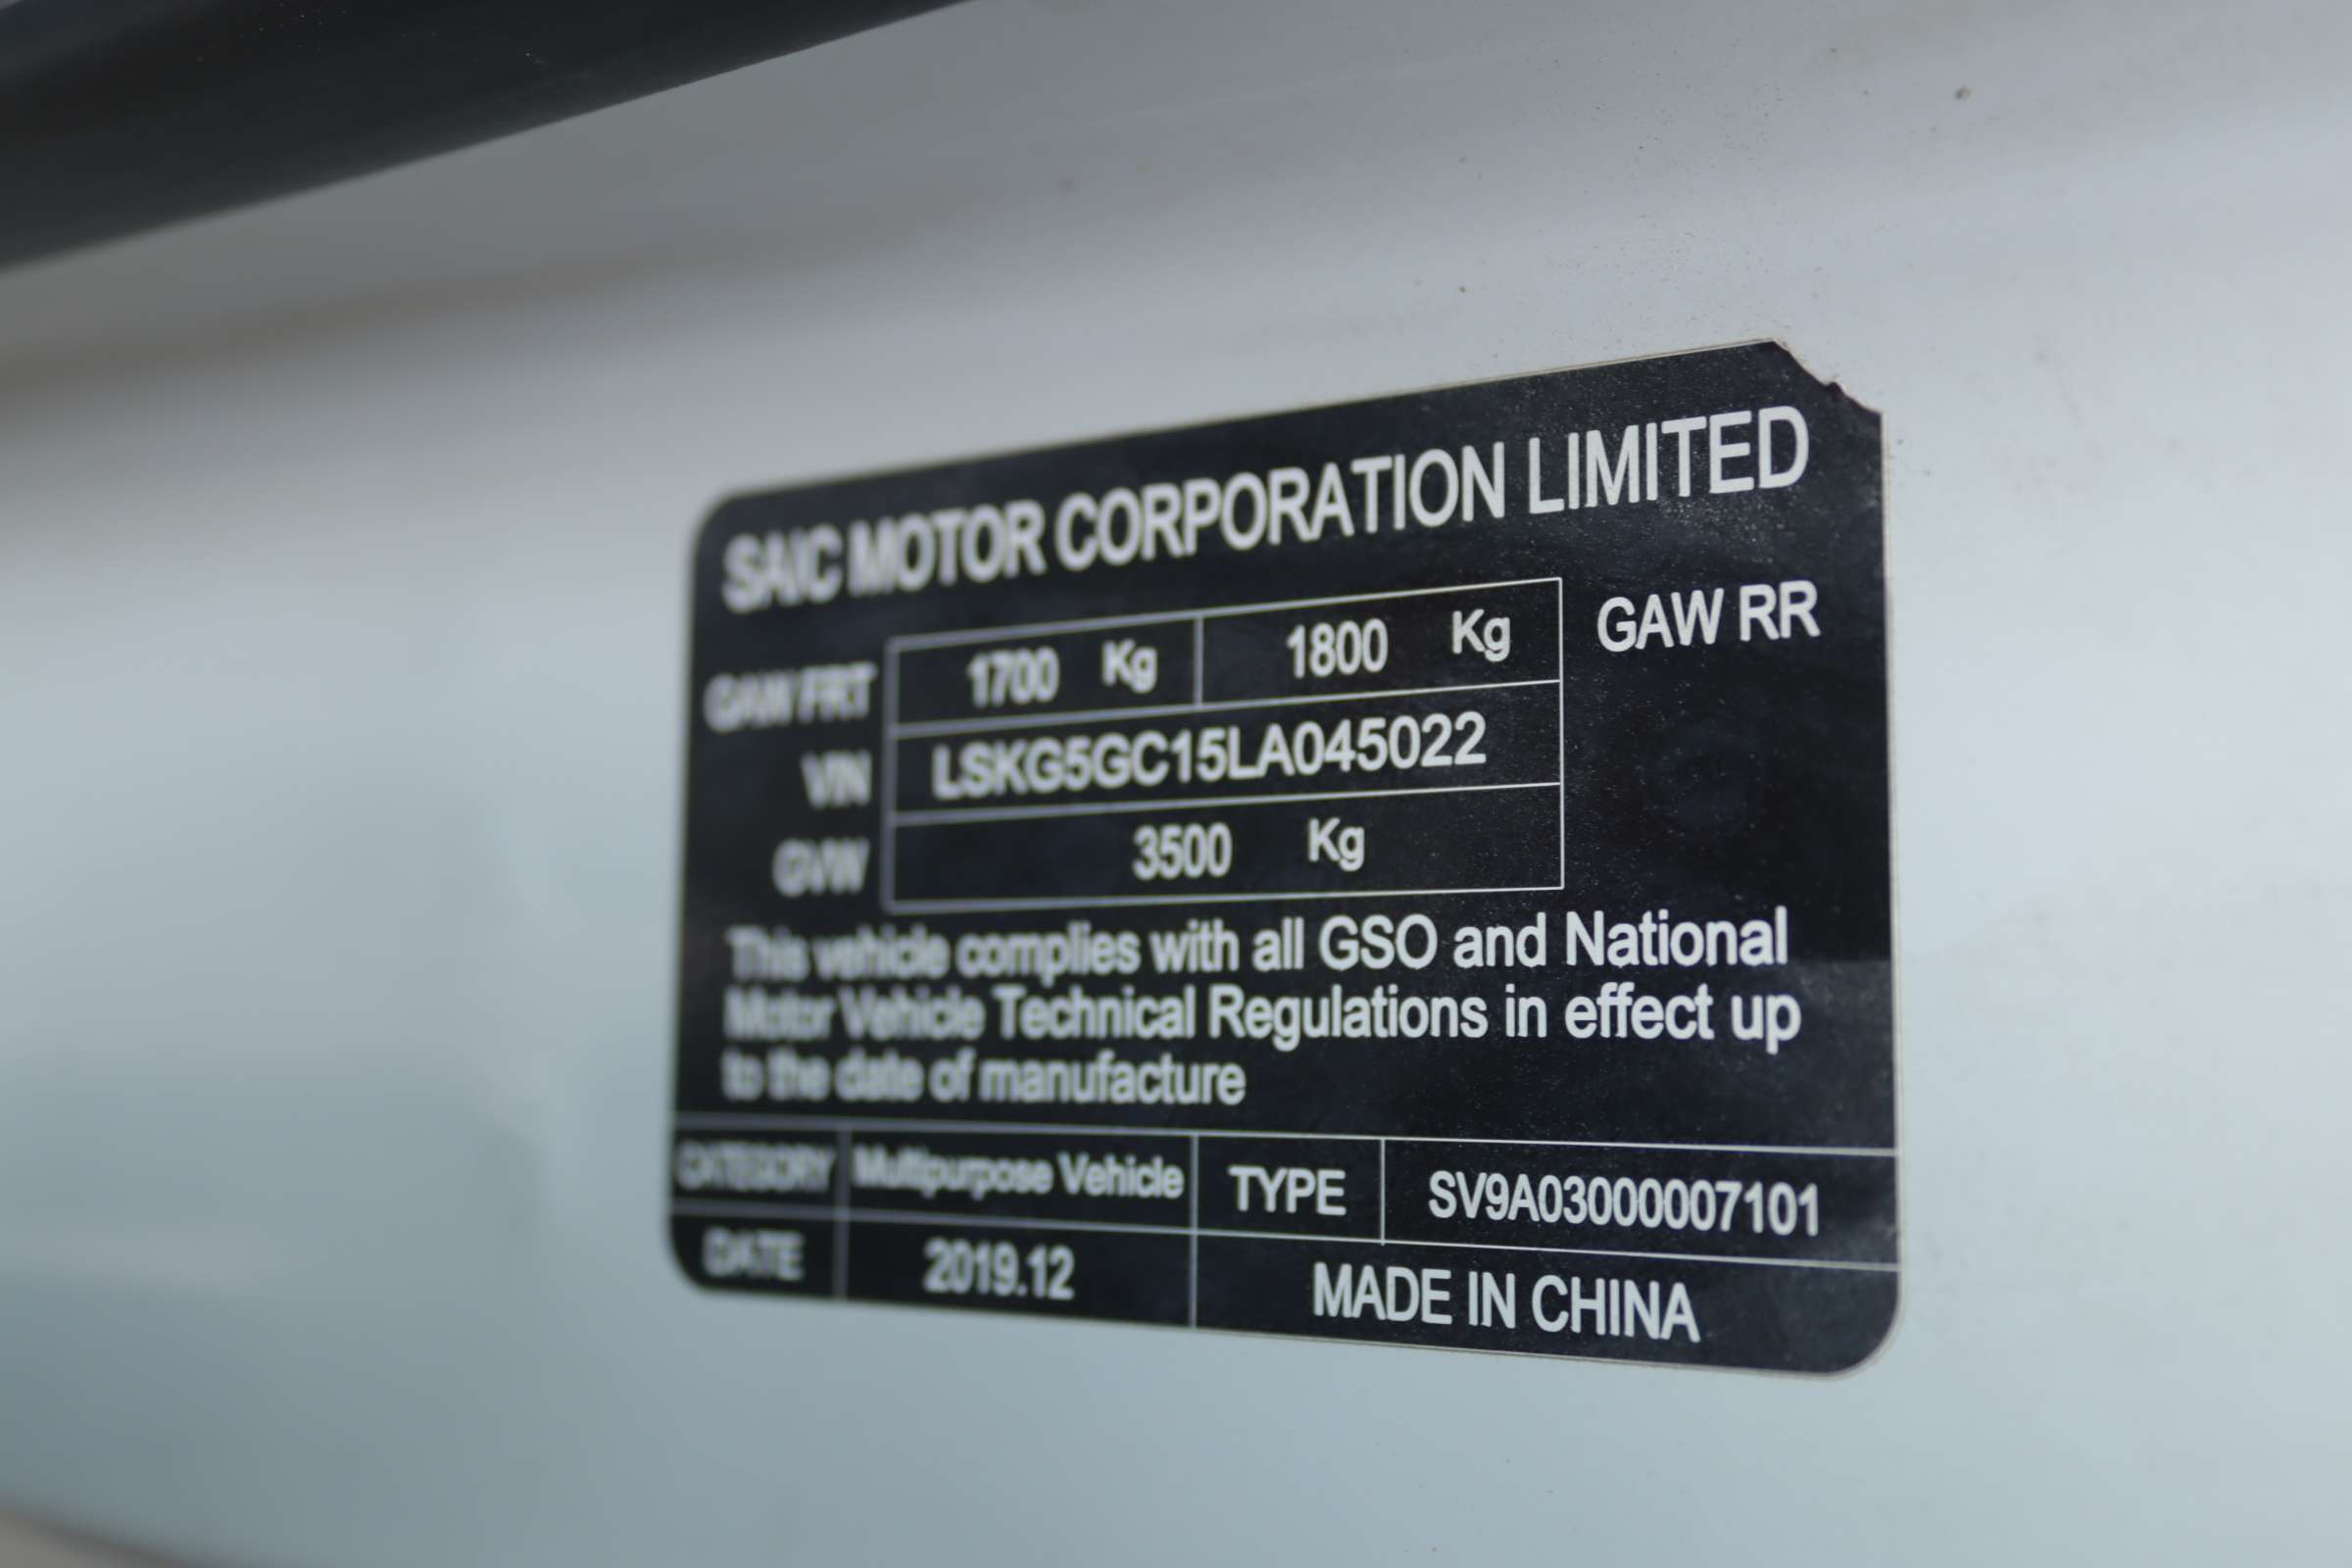 SAIC MOTOR CORPORATION LIMITED
GAW FRT 1700 Kg 1800 Kg GAW RR
VIN LSKG5GC15LA045022
GVW 3500 Kg
This vehicle complies with all GSO and National
Motor Vehicle Technical Regulations in effect up
to the date of manufacture
CATEGORY Multipurpose Vehicle TYPE SV9A03000007101
DATE 2019.12 MADE IN CHINA